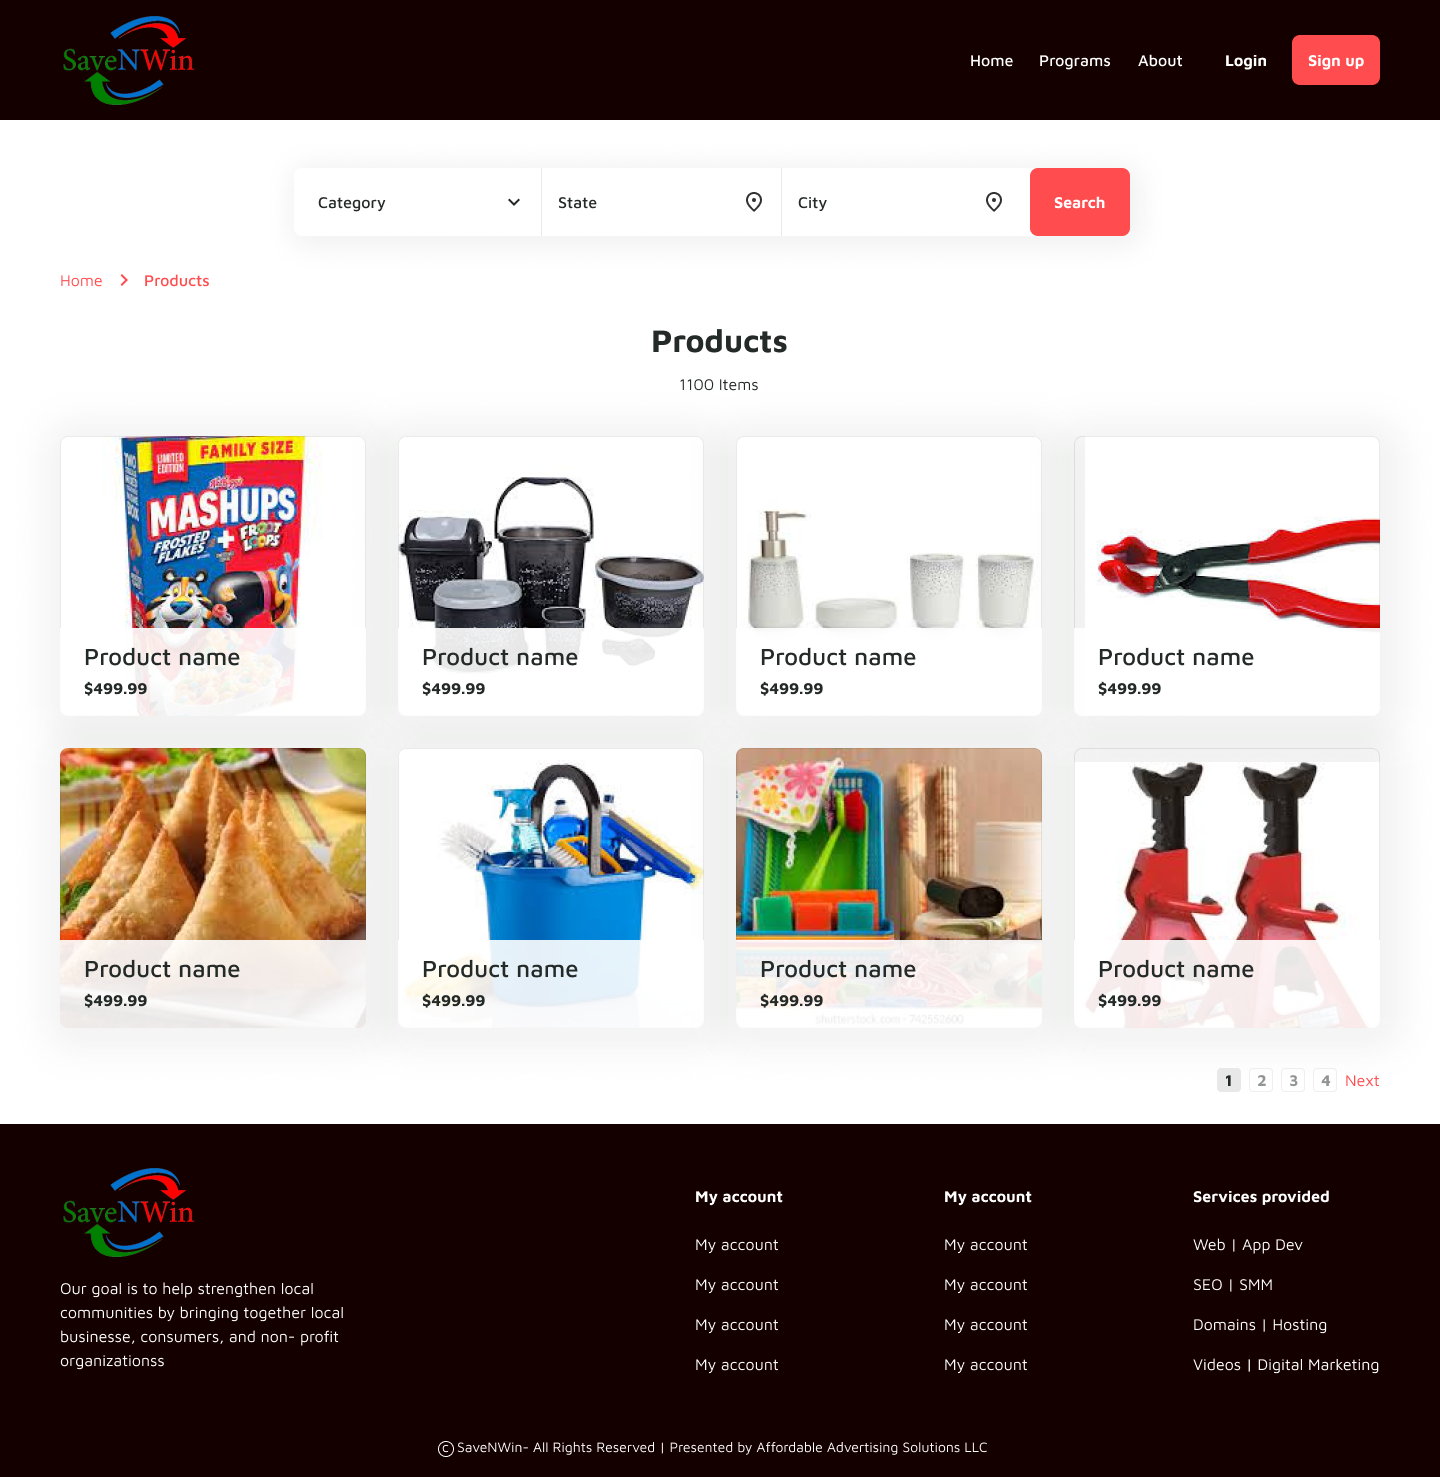 SaveNWin
Home Programs About Login Sign up
Category State City Search
Home Products
Products
1100 Items
TWO
LIMITED EDITION
FAMILY SIZE
Kellogg's
MASHUPS
FROSTED FLAKES + FROOT LOOPS
Product name
$499.99
Product name
$499.99
Product name
$499.99
Product name
$499.99
Product name
$499.99
Product name
$499.99
Product name
$499.99
shutterstock.com · 742552600
Product name
$499.99
1 2 3 4 Next
SaveNWin
Our goal is to help strengthen local
communities by bringing together local
businesse, consumers, and non- profit
organizationss
My account
My account
My account
My account
My account
My account
My account
My account
My account
My account
Services provided
Web | App Dev
SEO | SMM
Domains | Hosting
Videos | Digital Marketing
© SaveNWin- All Rights Reserved | Presented by Affordable Advertising Solutions LLC